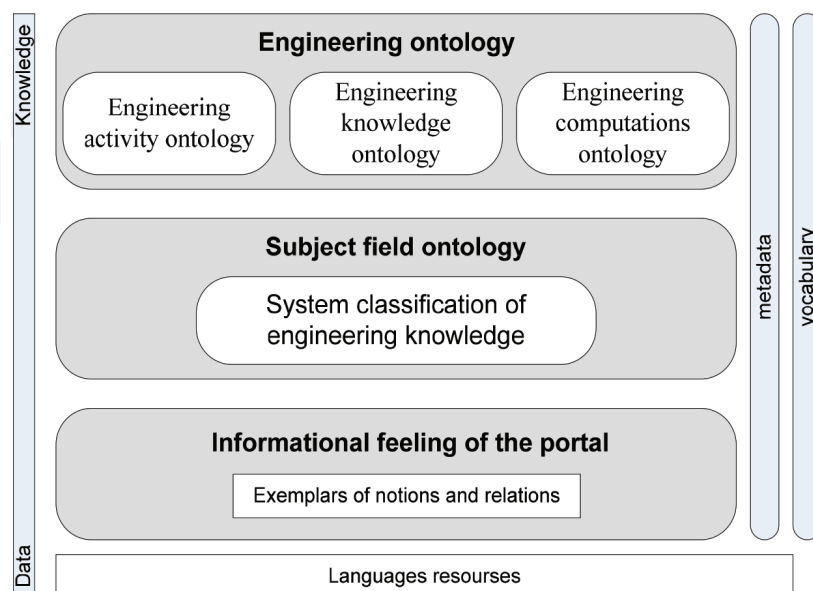 Knowledge
Engineering ontology
Engineering
activity ontology
Engineering
knowledge
ontology
Engineering
computations
ontology
Subject field ontology
System classification of
engineering knowledge
Informational feeling of the portal
Exemplars of notions and relations
Data
Languages resourses
metadata
vocabulary